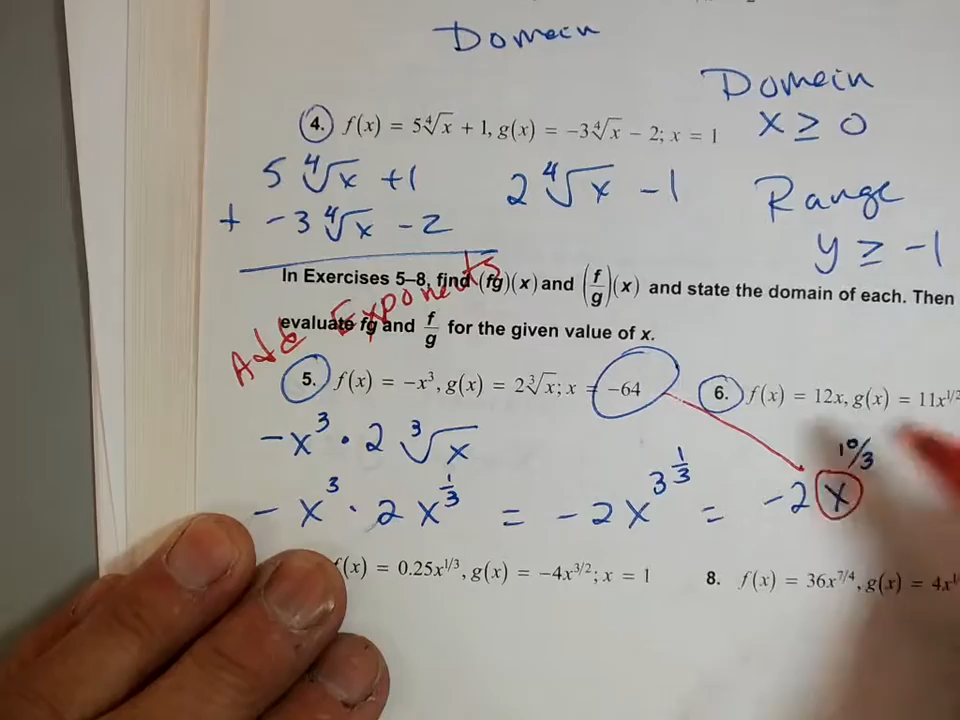 Domain
Domain
4. f(x) = 5∜x + 1, g(x) = −3∜x − 2; x = 1
x ≥ 0
5 ∜x + 1
2 ∜x − 1
Range
+ −3 ∜x − 2
y ≥ −1
In Exercises 5–8, find (fg)(x) and (f/g)(x) and state the domain of each. Then
evaluate fg and f/g for the given value of x.
Add Exponents
5. f(x) = −x³, g(x) = 2∛x; x = −64
6. f(x) = 12x, g(x) = 11x^1/2
−x³ · 2 ∛x
−x³ · 2x^1/3 = −2x^3 1/3 = −2x^10/3
f(x) = 0.25x^1/3, g(x) = −4x^3/2; x = 1
8. f(x) = 36x^7/4, g(x) = 4x